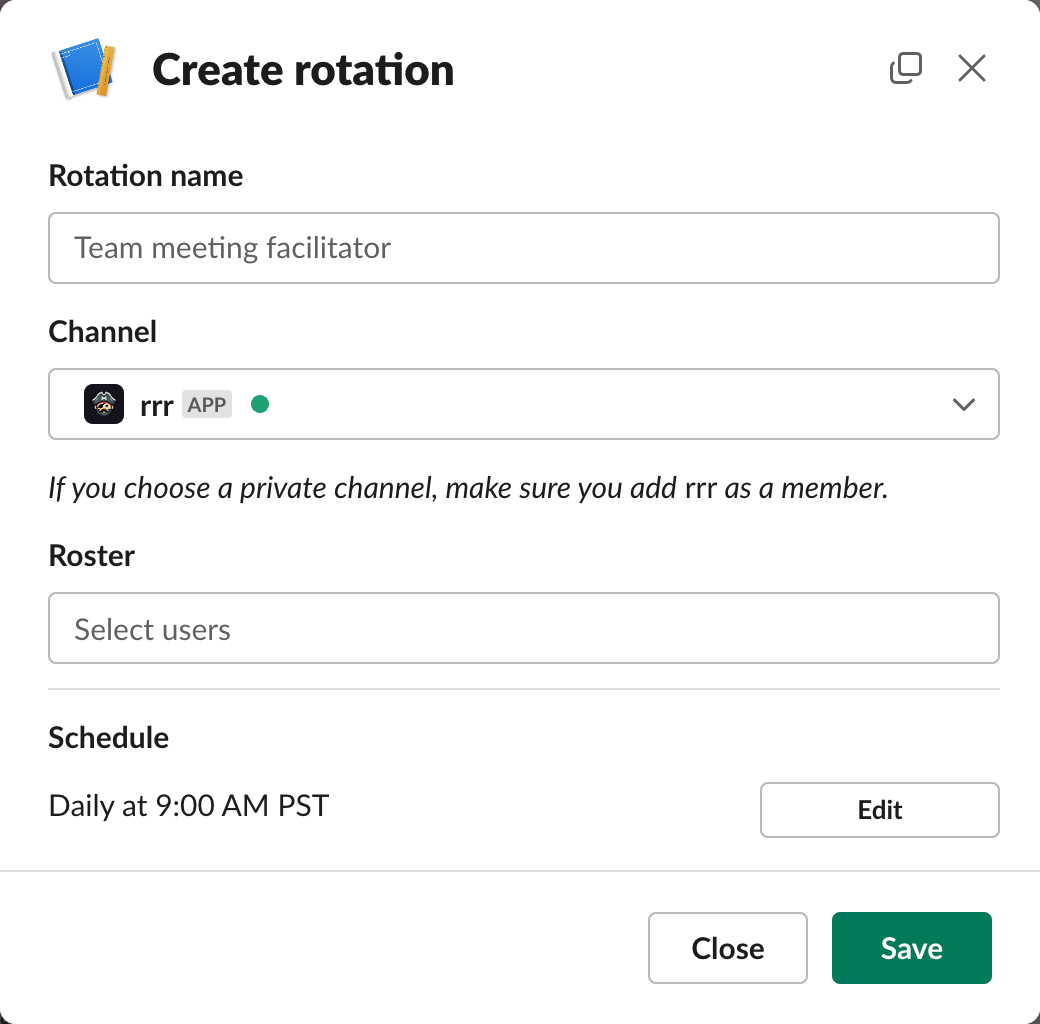 Create rotation
Rotation name
Team meeting facilitator
Channel
rrr APP
If you choose a private channel, make sure you add rrr as a member.
Roster
Select users
Schedule
Daily at 9:00 AM PST
Edit
Close
Save